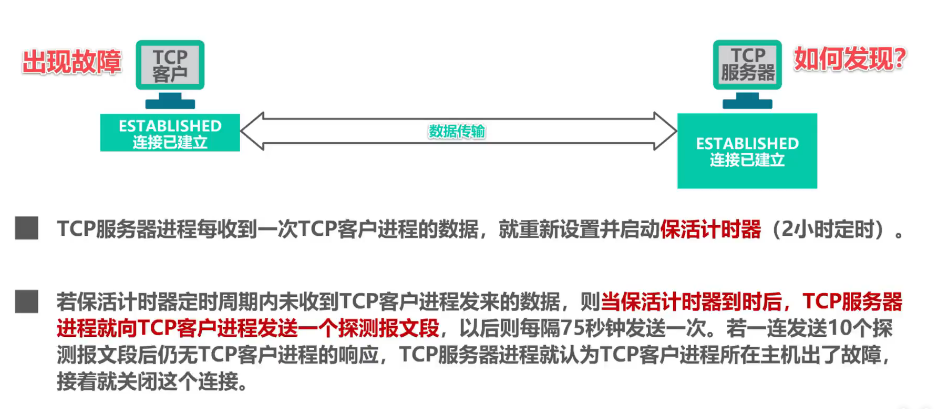 出现故障
TCP
客户
TCP
服务器
如何发现？
ESTABLISHED
连接已建立
数据传输
ESTABLISHED
连接已建立
TCP服务器进程每收到一次TCP客户进程的数据，就重新设置并启动保活计时器（2小时定时）。
若保活计时器定时周期内未收到TCP客户进程发来的数据，则当保活计时器到时后，TCP服务器
进程就向TCP客户进程发送一个探测报文段，以后则每隔75秒钟发送一次。若一连发送10个探
测报文段后仍无TCP客户进程的响应，TCP服务器进程就认为TCP客户进程所在主机出了故障，
接着就关闭这个连接。